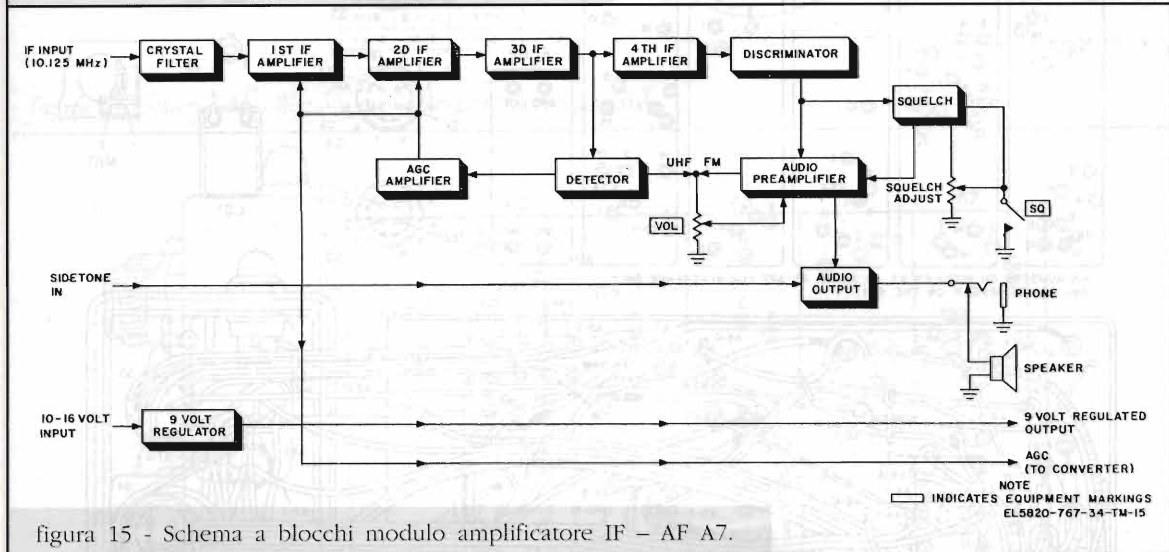 IF INPUT
(10.125 MHz)
CRYSTAL
FILTER
1ST IF
AMPLIFIER
2D IF
AMPLIFIER
3D IF
AMPLIFIER
4TH IF
AMPLIFIER
DISCRIMINATOR
SQUELCH
AGC
AMPLIFIER
DETECTOR
UHF
FM
AUDIO
PREAMPLIFIER
SQUELCH
ADJUST
SQ
VOL
SIDETONE
IN
AUDIO
OUTPUT
PHONE
SPEAKER
10-16 VOLT
INPUT
9 VOLT
REGULATOR
9 VOLT REGULATED
OUTPUT
AGC
(TO CONVERTER)
NOTE
INDICATES EQUIPMENT MARKINGS
EL5820-767-34-TM-15
figura 15 - Schema a blocchi modulo amplificatore IF – AF A7.